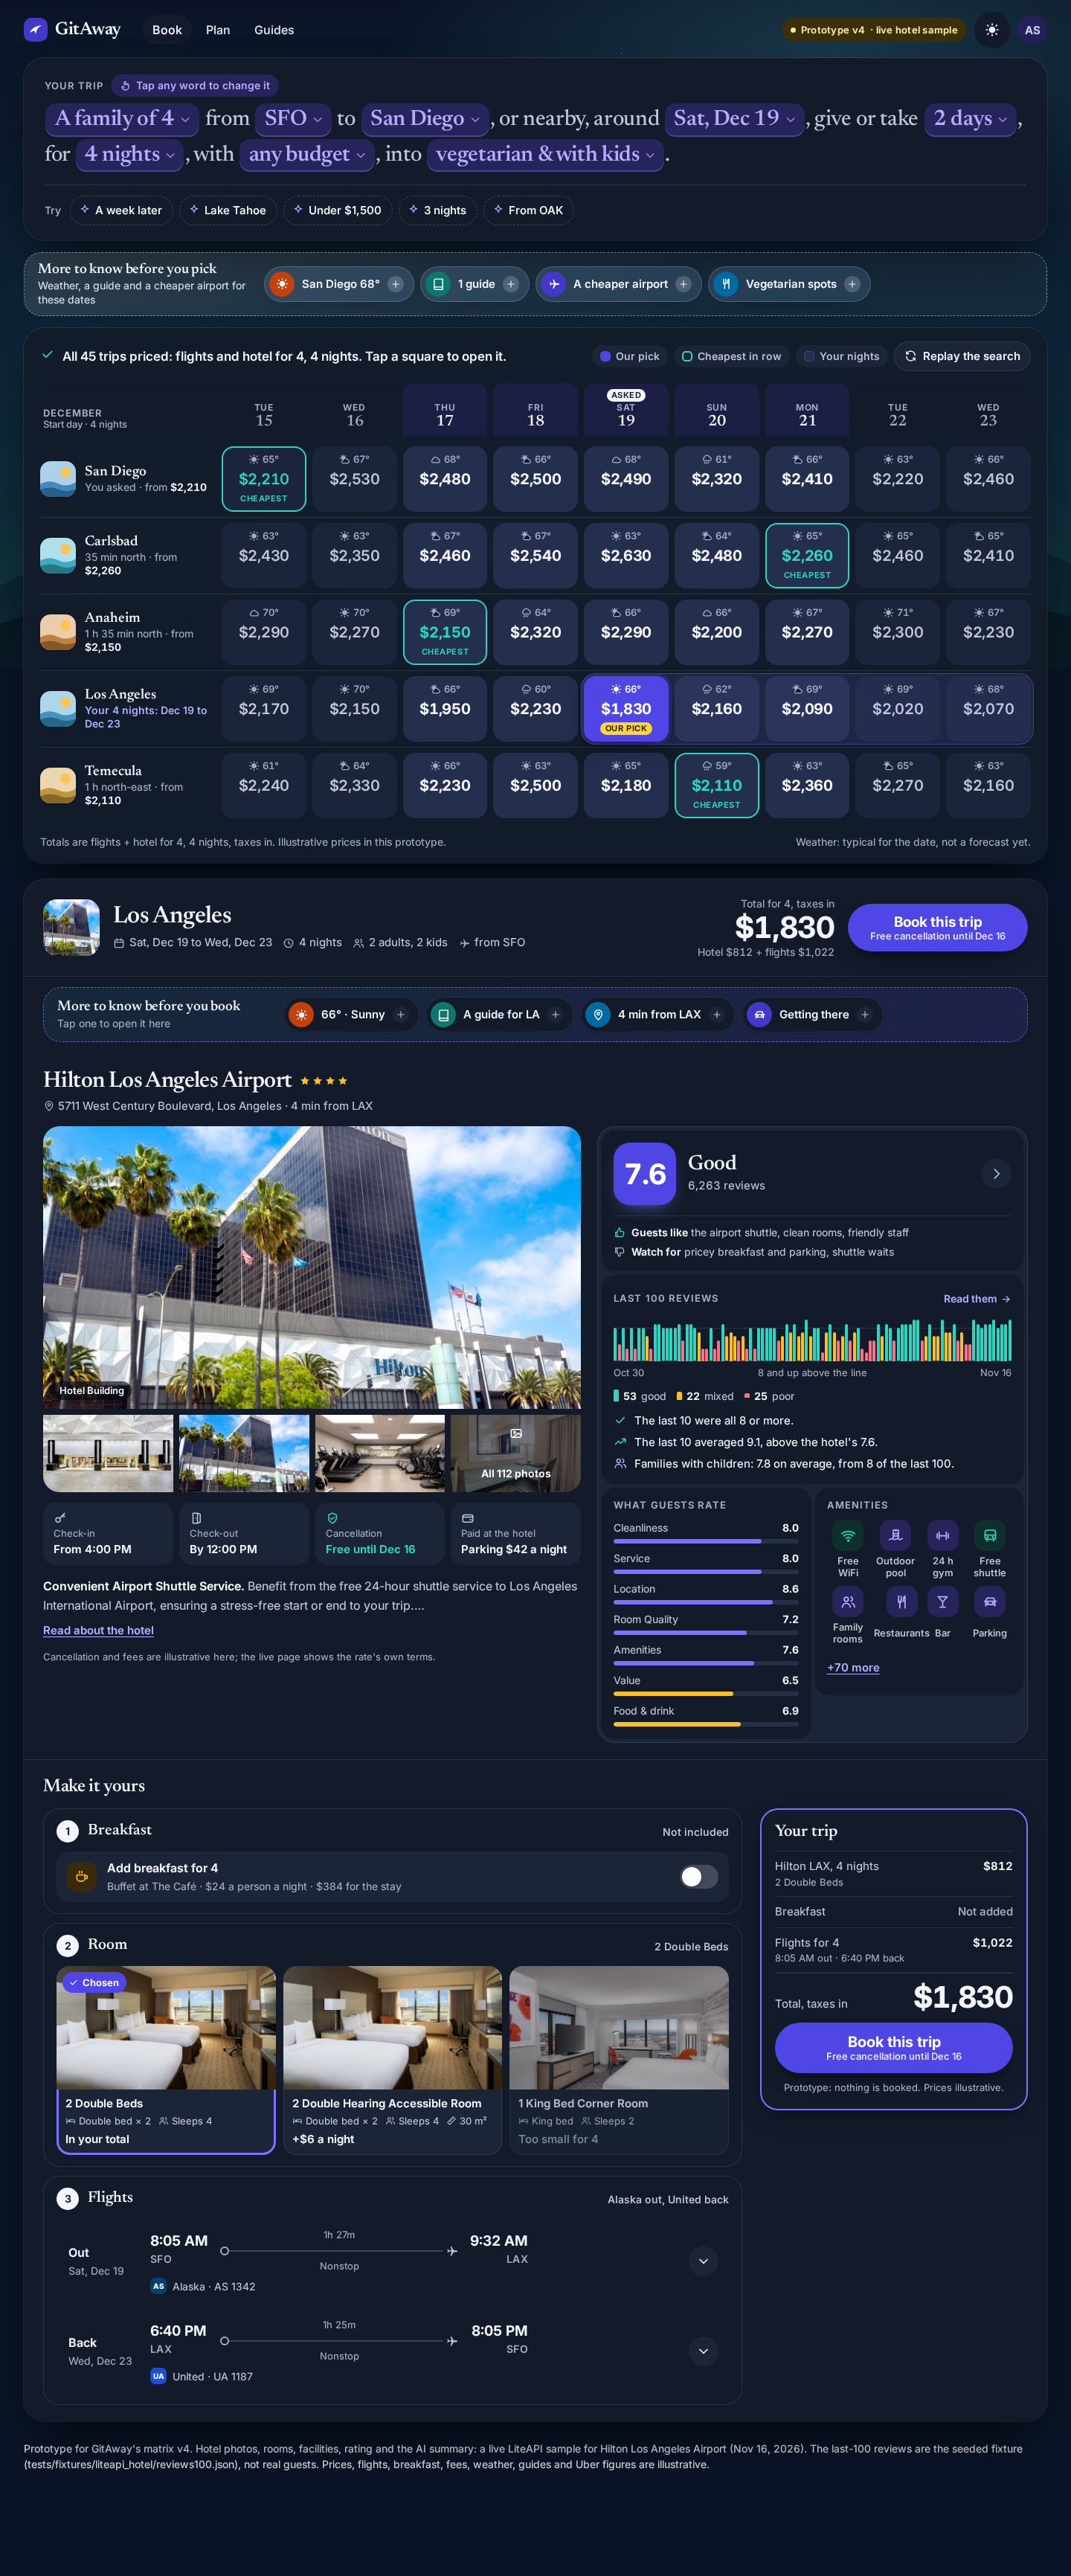 GitAway
Book
Plan
Guides
Prototype v4 · live hotel sample
AS
YOUR TRIP
Tap any word to change it
A family of 4 from SFO to San Diego, or nearby, around Sat, Dec 19, give or take 2 days,
for 4 nights, with any budget, into vegetarian & with kids.
Try
A week later
Lake Tahoe
Under $1,500
3 nights
From OAK
More to know before you pick
Weather, a guide and a cheaper airport for
these dates
San Diego 68°
1 guide
A cheaper airport
Vegetarian spots
All 45 trips priced: flights and hotel for 4, 4 nights. Tap a square to open it.
Our pick
Cheapest in row
Your nights
Replay the search
DECEMBER
Start day · 4 nights
TUE
15
WED
16
THU
17
FRI
18
ASKED
SAT
19
SUN
20
MON
21
TUE
22
WED
23
San Diego
You asked · from $2,210
65°
$2,210
CHEAPEST
67°
$2,530
68°
$2,480
66°
$2,500
68°
$2,490
61°
$2,320
66°
$2,410
63°
$2,220
66°
$2,460
Carlsbad
35 min north · from
$2,260
63°
$2,430
63°
$2,350
67°
$2,460
67°
$2,540
63°
$2,630
64°
$2,480
65°
$2,260
CHEAPEST
65°
$2,460
65°
$2,410
Anaheim
1 h 35 min north · from
$2,150
70°
$2,290
70°
$2,270
69°
$2,150
CHEAPEST
64°
$2,320
66°
$2,290
66°
$2,200
67°
$2,270
71°
$2,300
67°
$2,230
Los Angeles
Your 4 nights: Dec 19 to
Dec 23
69°
$2,170
70°
$2,150
66°
$1,950
60°
$2,230
66°
$1,830
OUR PICK
62°
$2,160
69°
$2,090
69°
$2,020
68°
$2,070
Temecula
1 h north-east · from
$2,110
61°
$2,240
64°
$2,330
66°
$2,230
63°
$2,500
65°
$2,180
59°
$2,110
CHEAPEST
63°
$2,360
65°
$2,270
63°
$2,160
Totals are flights + hotel for 4, 4 nights, taxes in. Illustrative prices in this prototype.
Weather: typical for the date, not a forecast yet.
Los Angeles
Sat, Dec 19 to Wed, Dec 23
4 nights
2 adults, 2 kids
from SFO
Total for 4, taxes in
$1,830
Hotel $812 + flights $1,022
Book this trip
Free cancellation until Dec 16
More to know before you book
Tap one to open it here
66° · Sunny
A guide for LA
4 min from LAX
Getting there
Hilton Los Angeles Airport
5711 West Century Boulevard, Los Angeles · 4 min from LAX
Hilton
Hilton
Hotel Building
All 112 photos
Check-in
From 4:00 PM
Check-out
By 12:00 PM
Cancellation
Free until Dec 16
Paid at the hotel
Parking $42 a night
Convenient Airport Shuttle Service. Benefit from the free 24-hour shuttle service to Los Angeles
International Airport, ensuring a stress-free start or end to your trip....
Read about the hotel
Cancellation and fees are illustrative here; the live page shows the rate's own terms.
7.6
Good
6,263 reviews
Guests like the airport shuttle, clean rooms, friendly staff
Watch for pricey breakfast and parking, shuttle waits
LAST 100 REVIEWS
Read them →
Oct 30
8 and up above the line
Nov 16
53 good
22 mixed
25 poor
The last 10 were all 8 or more.
The last 10 averaged 9.1, above the hotel's 7.6.
Families with children: 7.8 on average, from 8 of the last 100.
WHAT GUESTS RATE
Cleanliness 8.0
Service 8.0
Location 8.6
Room Quality 7.2
Amenities 7.6
Value 6.5
Food & drink 6.9
AMENITIES
Free
WiFi
Outdoor
pool
24 h
gym
Free
shuttle
Family
rooms
Restaurants
Bar
Parking
+70 more
Make it yours
1
Breakfast
Not included
Add breakfast for 4
Buffet at The Café · $24 a person a night · $384 for the stay
2
Room
2 Double Beds
Chosen
2 Double Beds
Double bed × 2
Sleeps 4
In your total
2 Double Hearing Accessible Room
Double bed × 2
Sleeps 4
30 m²
+$6 a night
1 King Bed Corner Room
King bed
Sleeps 2
Too small for 4
3
Flights
Alaska out, United back
Out
Sat, Dec 19
8:05 AM
SFO
1h 27m
Nonstop
9:32 AM
LAX
AS
Alaska · AS 1342
Back
Wed, Dec 23
6:40 PM
LAX
1h 25m
Nonstop
8:05 PM
SFO
UA
United · UA 1187
Your trip
Hilton LAX, 4 nights
$812
2 Double Beds
Breakfast
Not added
Flights for 4
$1,022
8:05 AM out · 6:40 PM back
Total, taxes in
$1,830
Book this trip
Free cancellation until Dec 16
Prototype: nothing is booked. Prices illustrative.
Prototype for GitAway's matrix v4. Hotel photos, rooms, facilities, rating and the AI summary: a live LiteAPI sample for Hilton Los Angeles Airport (Nov 16, 2026). The last-100 reviews are the seeded fixture
(tests/fixtures/liteapi_hotel/reviews100.json), not real guests. Prices, flights, breakfast, fees, weather, guides and Uber figures are illustrative.